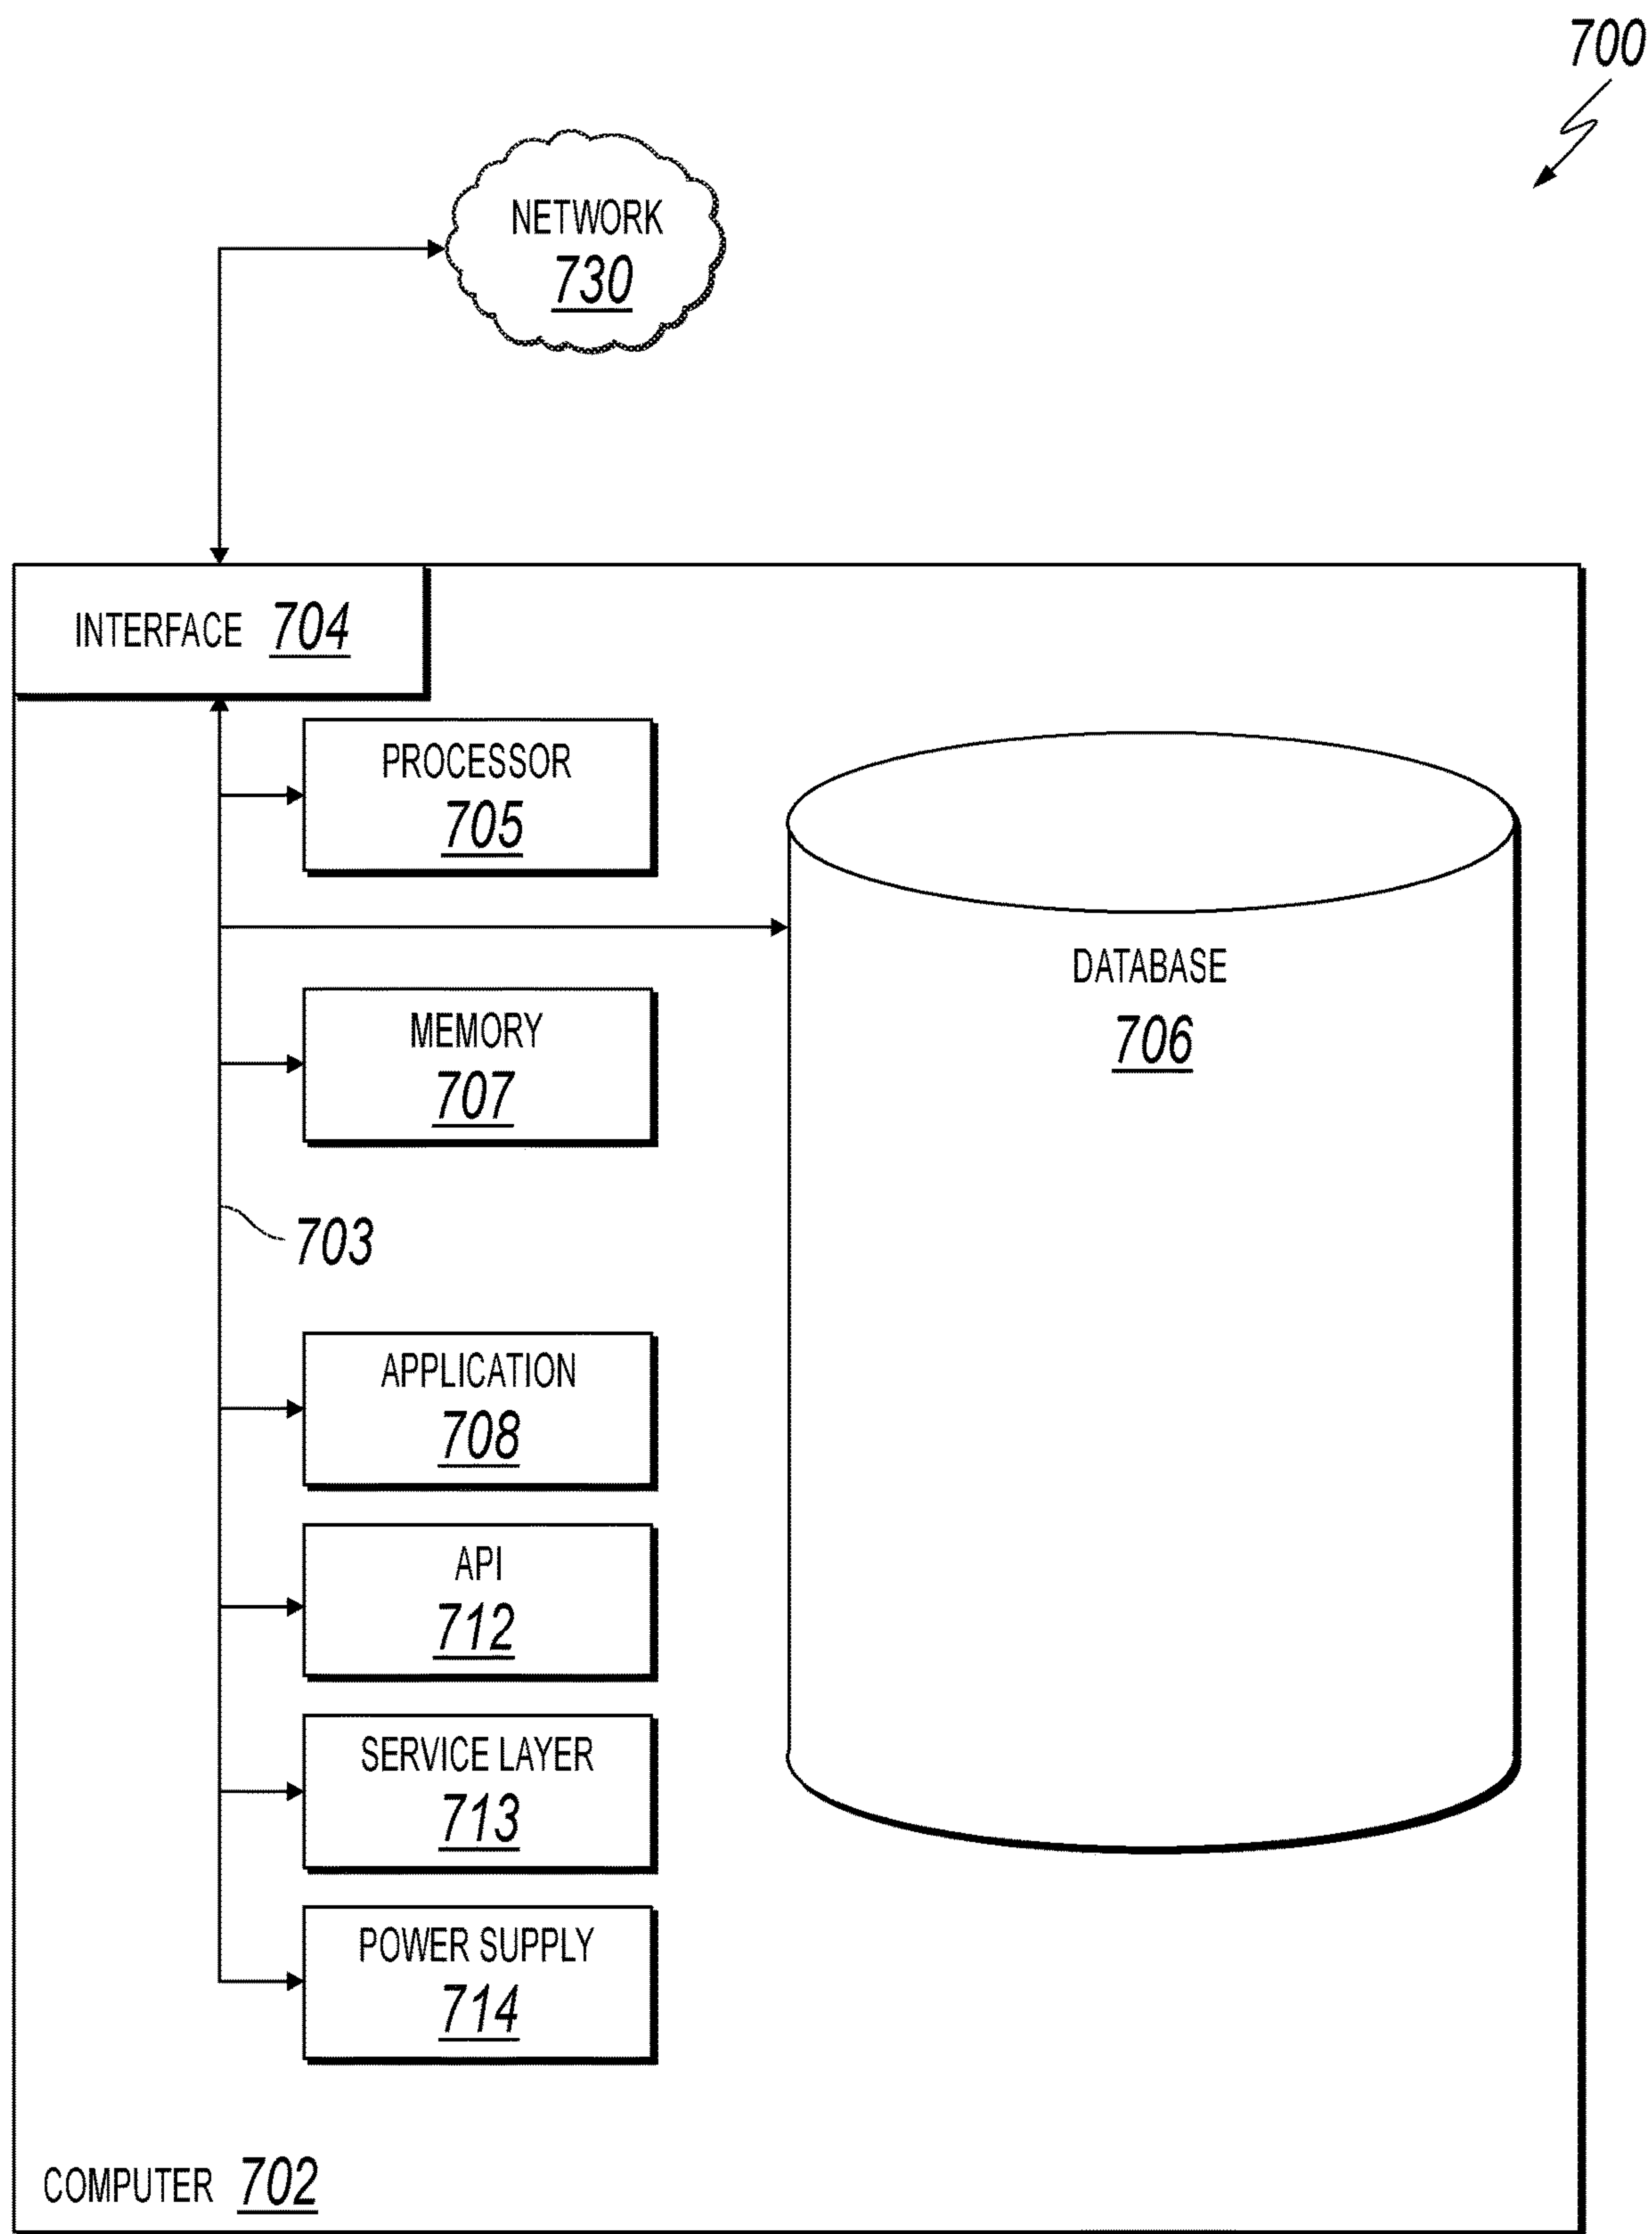 700
NETWORK
730
INTERFACE 704
PROCESSOR
705
DATABASE
706
MEMORY
707
703
APPLICATION
708
API
712
SERVICE LAYER
713
POWER SUPPLY
714
COMPUTER 702